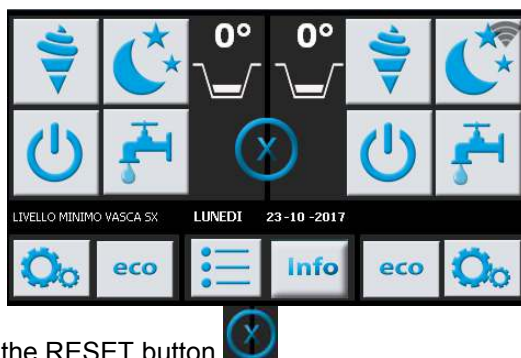 0° 0°
X
LIVELLO MINIMO VASCA SX LUNEDI 23-10-2017
eco Info eco
the RESET button X